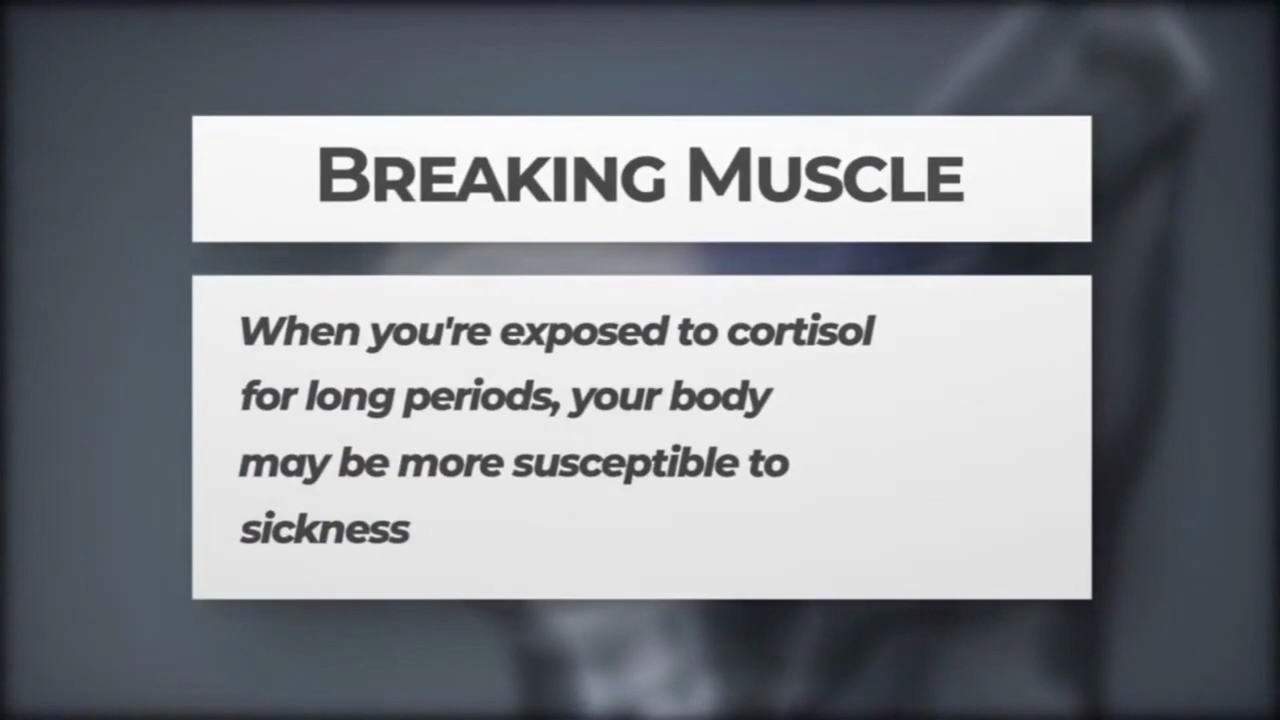 Breaking Muscle
When you're exposed to cortisol
for long periods, your body
may be more susceptible to
sickness